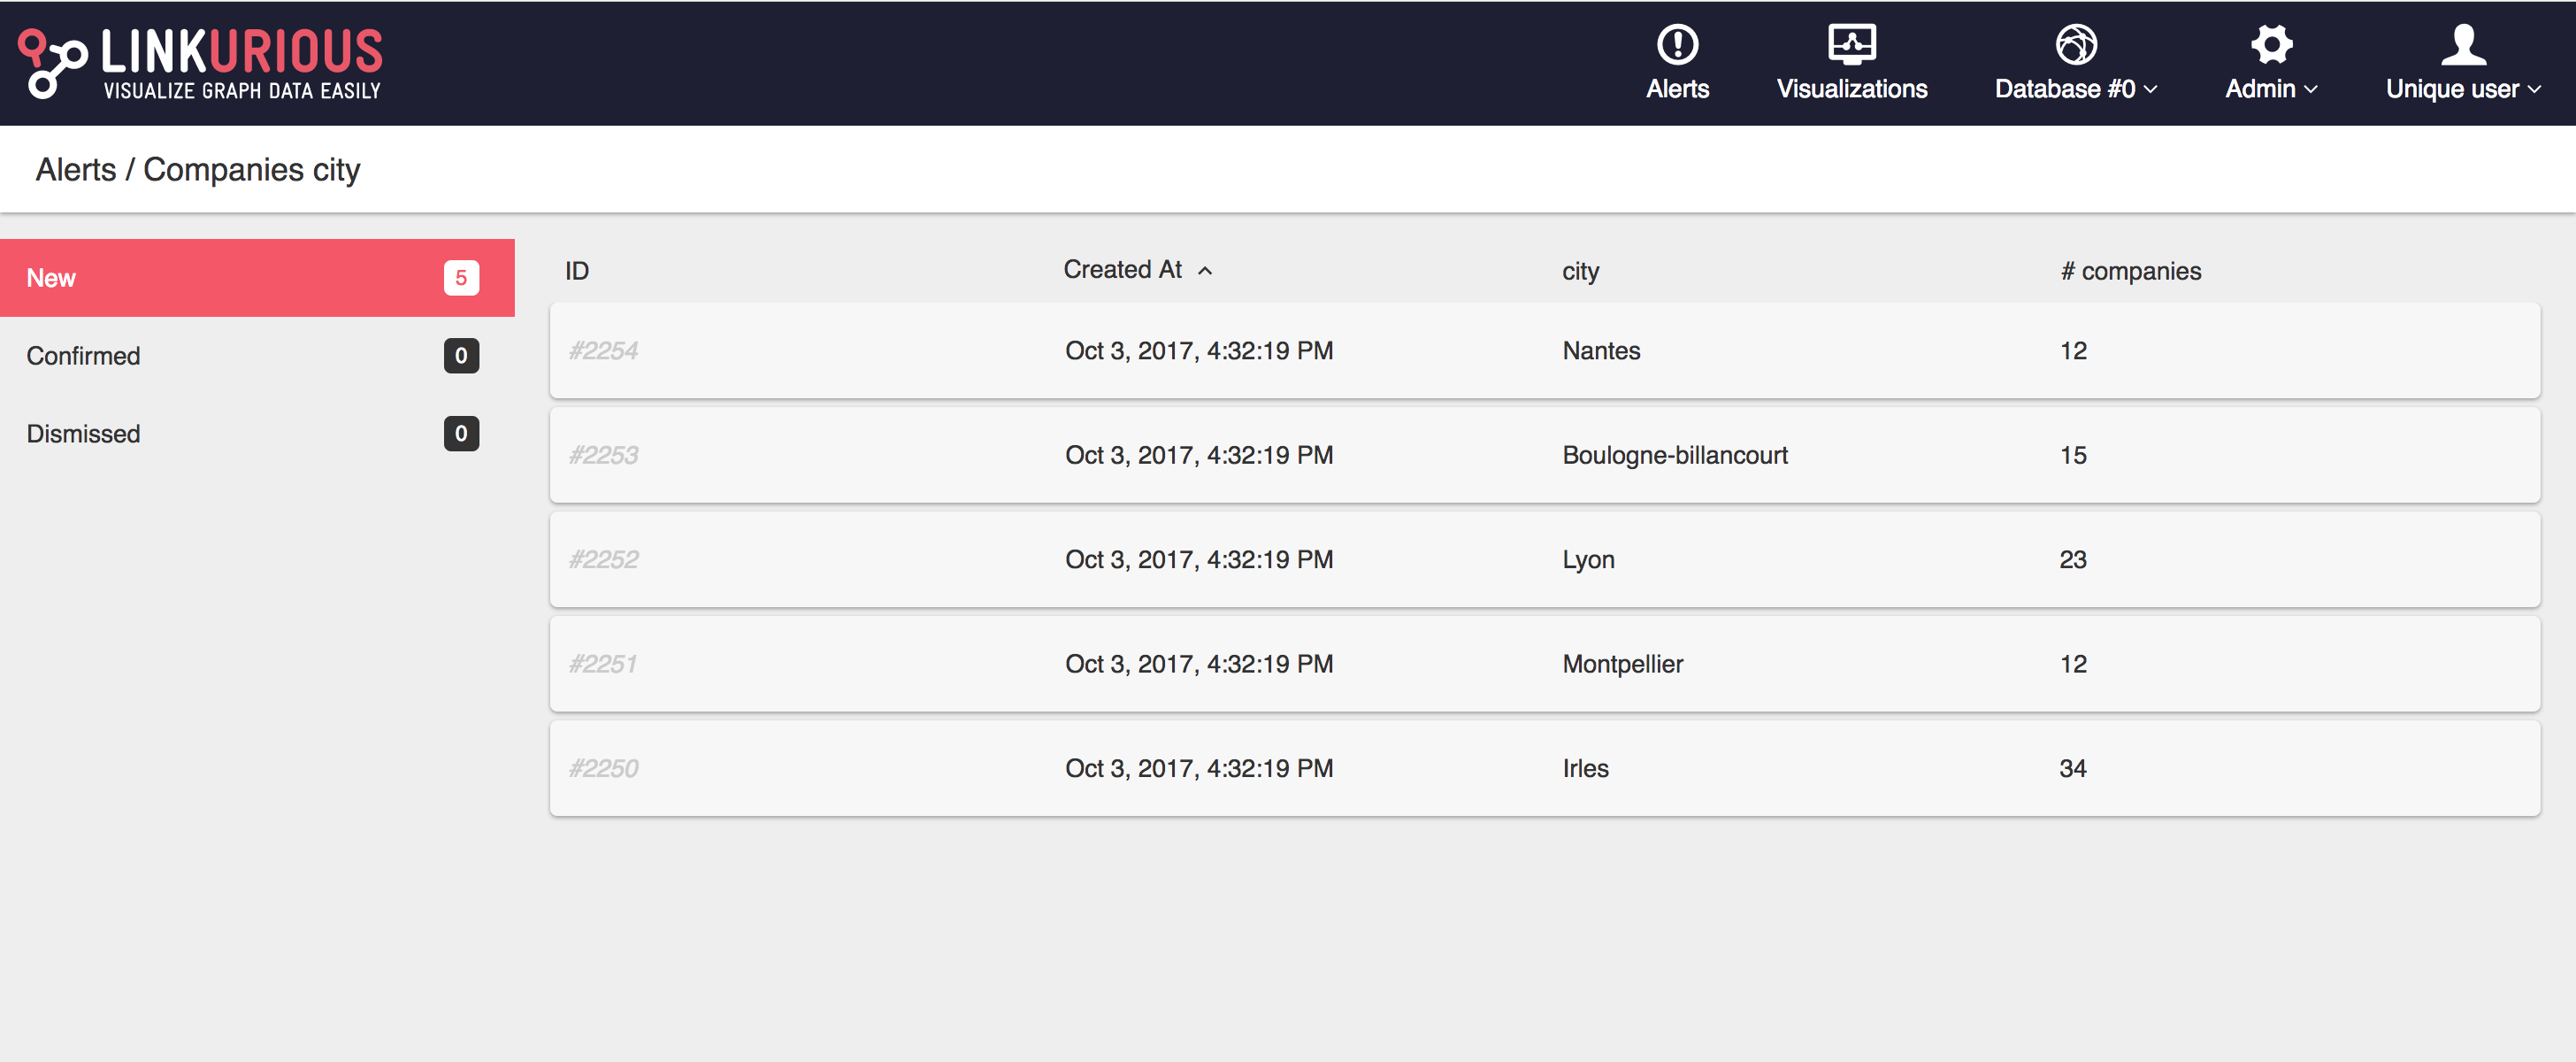 LINKURIOUS
VISUALIZE GRAPH DATA EASILY
Alerts Visualizations Database #0 Admin Unique user
Alerts / Companies city
New 5
Confirmed 0
Dismissed 0
ID Created At city # companies
#2254 Oct 3, 2017, 4:32:19 PM Nantes 12
#2253 Oct 3, 2017, 4:32:19 PM Boulogne-billancourt 15
#2252 Oct 3, 2017, 4:32:19 PM Lyon 23
#2251 Oct 3, 2017, 4:32:19 PM Montpellier 12
#2250 Oct 3, 2017, 4:32:19 PM Irles 34